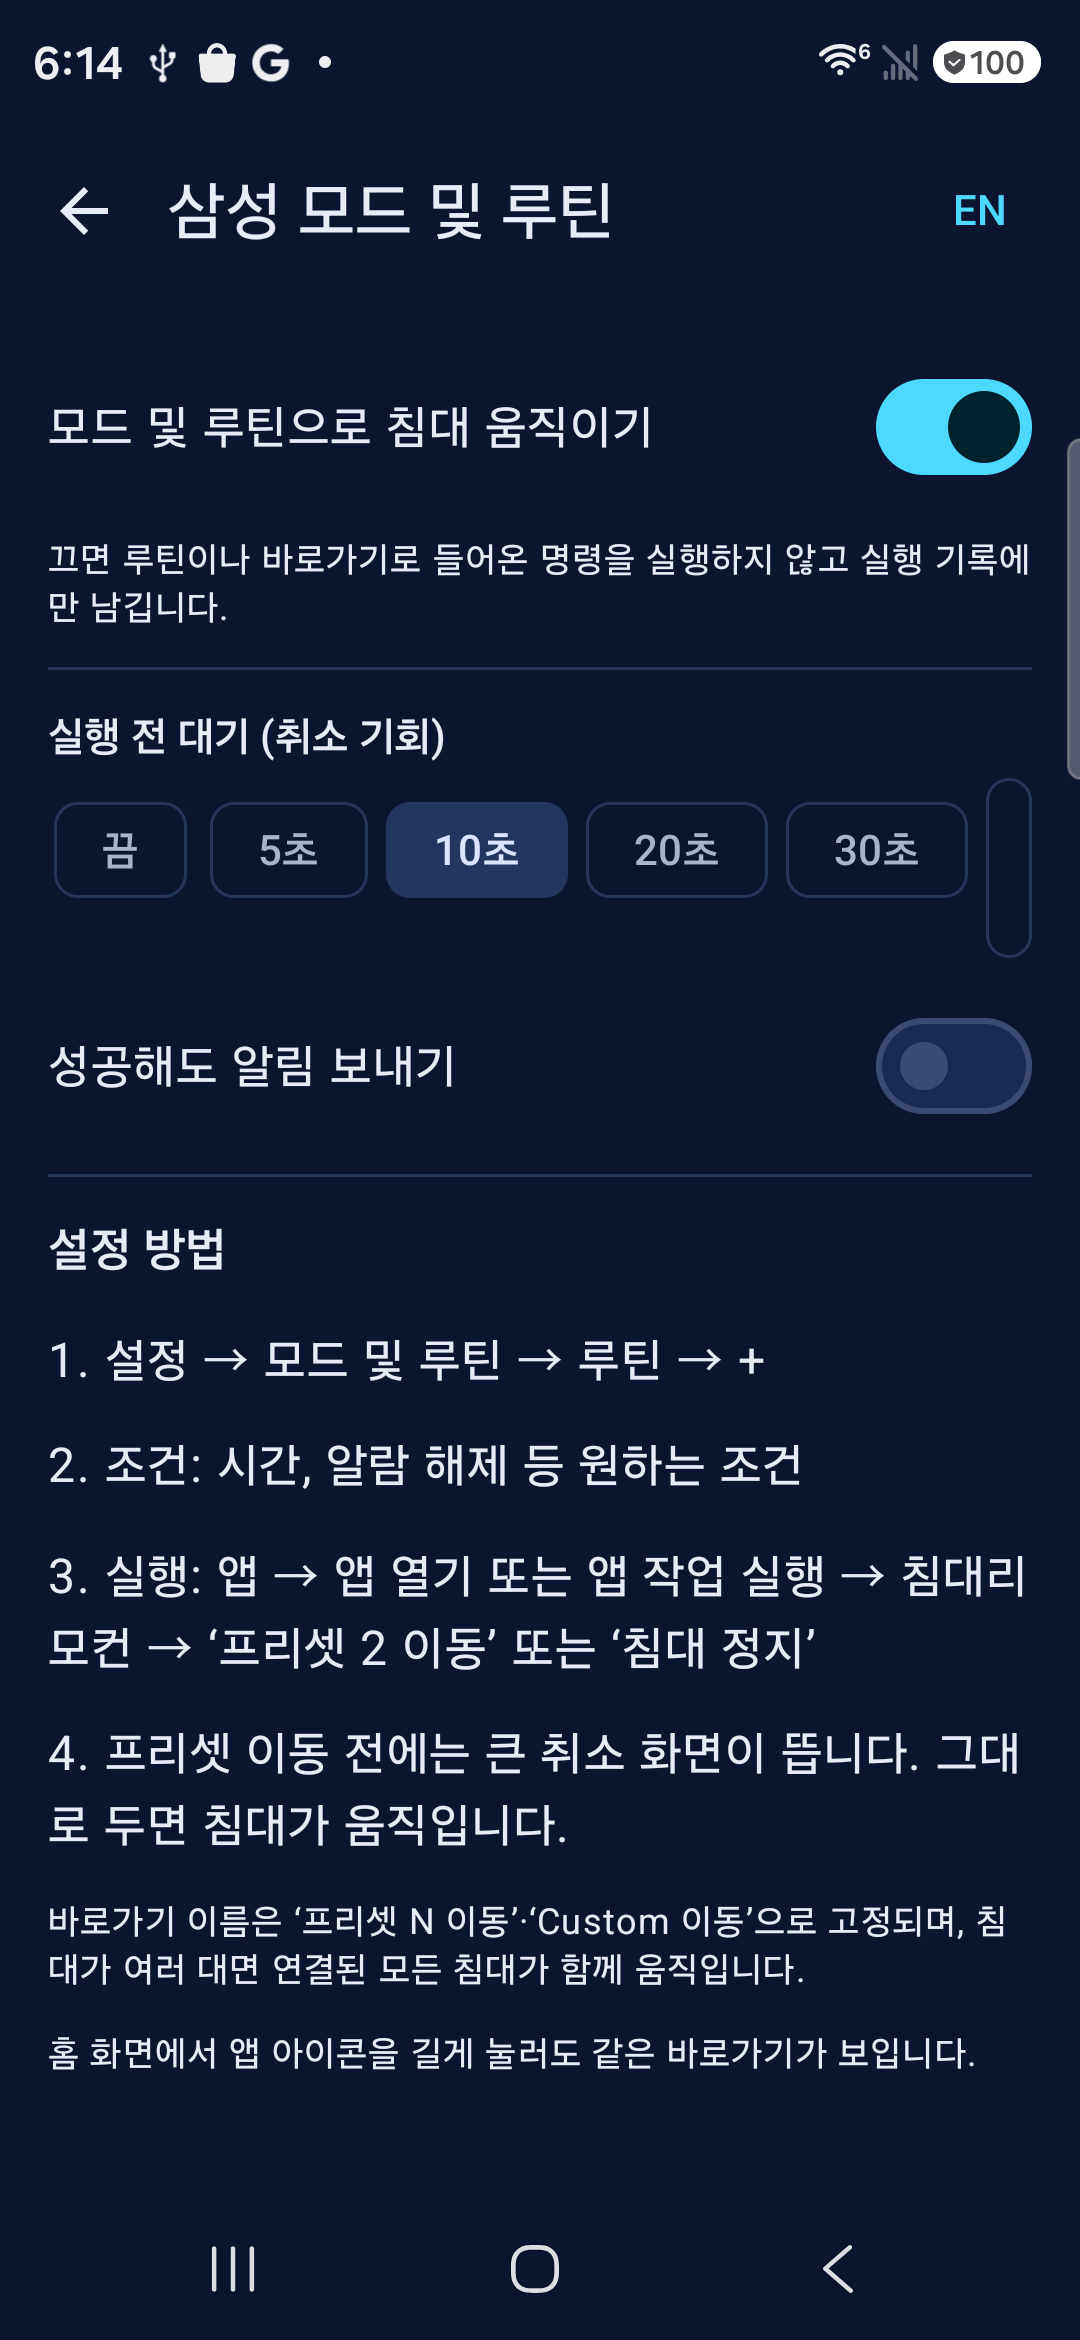 6:14
6
100
삼성 모드 및 루틴
EN
모드 및 루틴으로 침대 움직이기
끄면 루틴이나 바로가기로 들어온 명령을 실행하지 않고 실행 기록에
만 남깁니다.
실행 전 대기 (취소 기회)
끔
5초
10초
20초
30초
성공해도 알림 보내기
설정 방법
1. 설정 → 모드 및 루틴 → 루틴 → +
2. 조건: 시간, 알람 해제 등 원하는 조건
3. 실행: 앱 → 앱 열기 또는 앱 작업 실행 → 침대리
모컨 → ‘프리셋 2 이동’ 또는 ‘침대 정지’
4. 프리셋 이동 전에는 큰 취소 화면이 뜹니다. 그대
로 두면 침대가 움직입니다.
바로가기 이름은 ‘프리셋 N 이동’·‘Custom 이동’으로 고정되며, 침
대가 여러 대면 연결된 모든 침대가 함께 움직입니다.
홈 화면에서 앱 아이콘을 길게 눌러도 같은 바로가기가 보입니다.